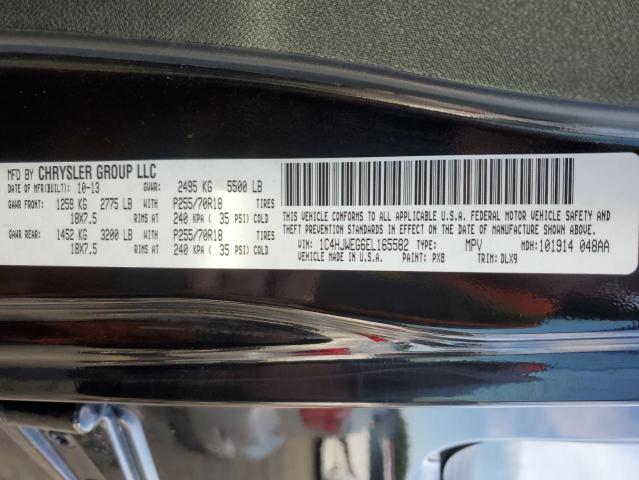 MFD BY CHRYSLER GROUP LLC
DATE OF MFR(BUILT): 10-13 GVWR: 2495 KG 5500 LB
GAWR FRONT: 1259 KG 2775 LB WITH P255/70R18 TIRES
18X7.5 RIMS AT 240 KPA ( 35 PSI) COLD
GAWR REAR: 1452 KG 3200 LB WITH P255/70R18 TIRES
18X7.5 RIMS AT 240 KPA ( 35 PSI) COLD
THIS VEHICLE CONFORMS TO ALL APPLICABLE U.S.A. FEDERAL MOTOR VEHICLE SAFETY AND
THEFT PREVENTION STANDARDS IN EFFECT ON THE DATE OF MANUFACTURE SHOWN ABOVE.
VIN: 1C4HJWEG6EL165582 TYPE: MPV MDH:101914 048AA
VEHICLE MADE IN U.S.A. PAINT: PX8 TRIM: DLX9